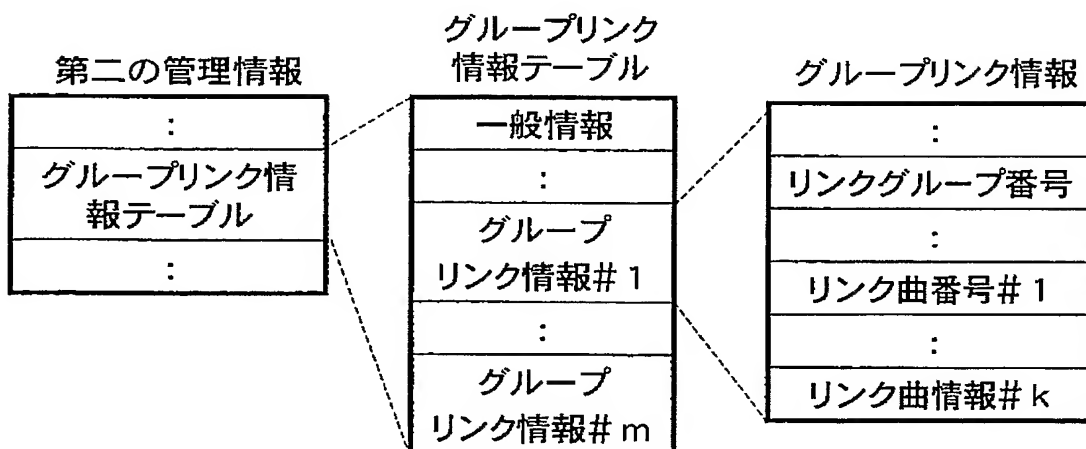 第二の管理情報
:
グループリンク情
報テーブル
:
グループリンク
情報テーブル
一般情報
:
グループ
リンク情報＃1
:
グループ
リンク情報＃m
グループリンク情報
:
リンクグループ番号
:
リンク曲番号＃1
:
リンク曲情報＃k